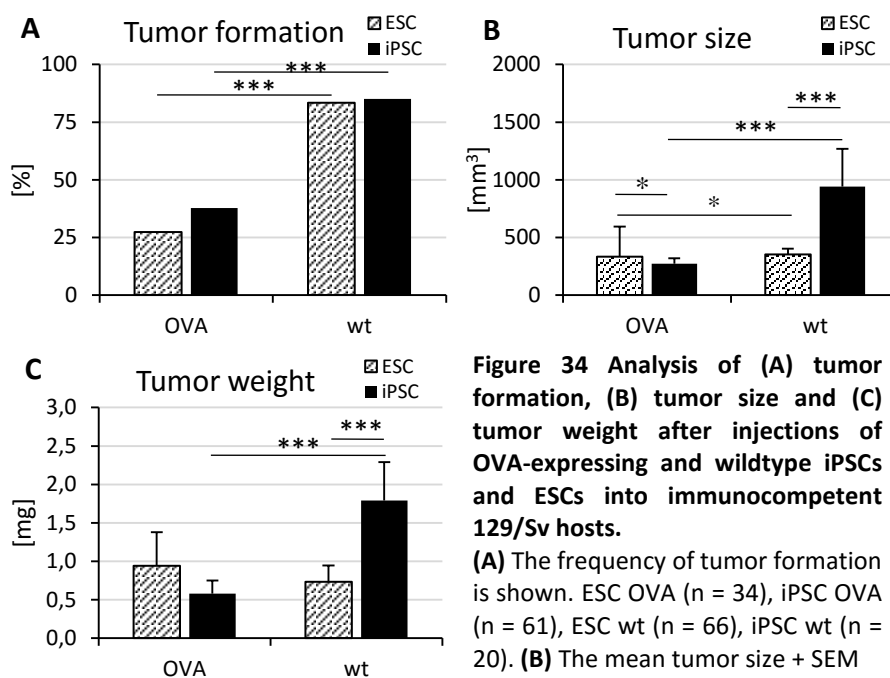 A
Tumor formation
ESC
iPSC
100
75
50
25
0
[%]
***
***
OVA
wt
B
Tumor size
ESC
iPSC
2000
1500
1000
500
0
[mm³]
***
***
*
*
OVA
wt
C
Tumor weight
ESC
iPSC
3,0
2,5
2,0
1,5
1,0
0,5
0,0
[mg]
***
***
OVA
wt
Figure 34 Analysis of (A) tumor
formation, (B) tumor size and (C)
tumor weight after injections of
OVA-expressing and wildtype iPSCs
and ESCs into immunocompetent
129/Sv hosts.
(A) The frequency of tumor formation
is shown. ESC OVA (n = 34), iPSC OVA
(n = 61), ESC wt (n = 66), iPSC wt (n =
20). (B) The mean tumor size + SEM